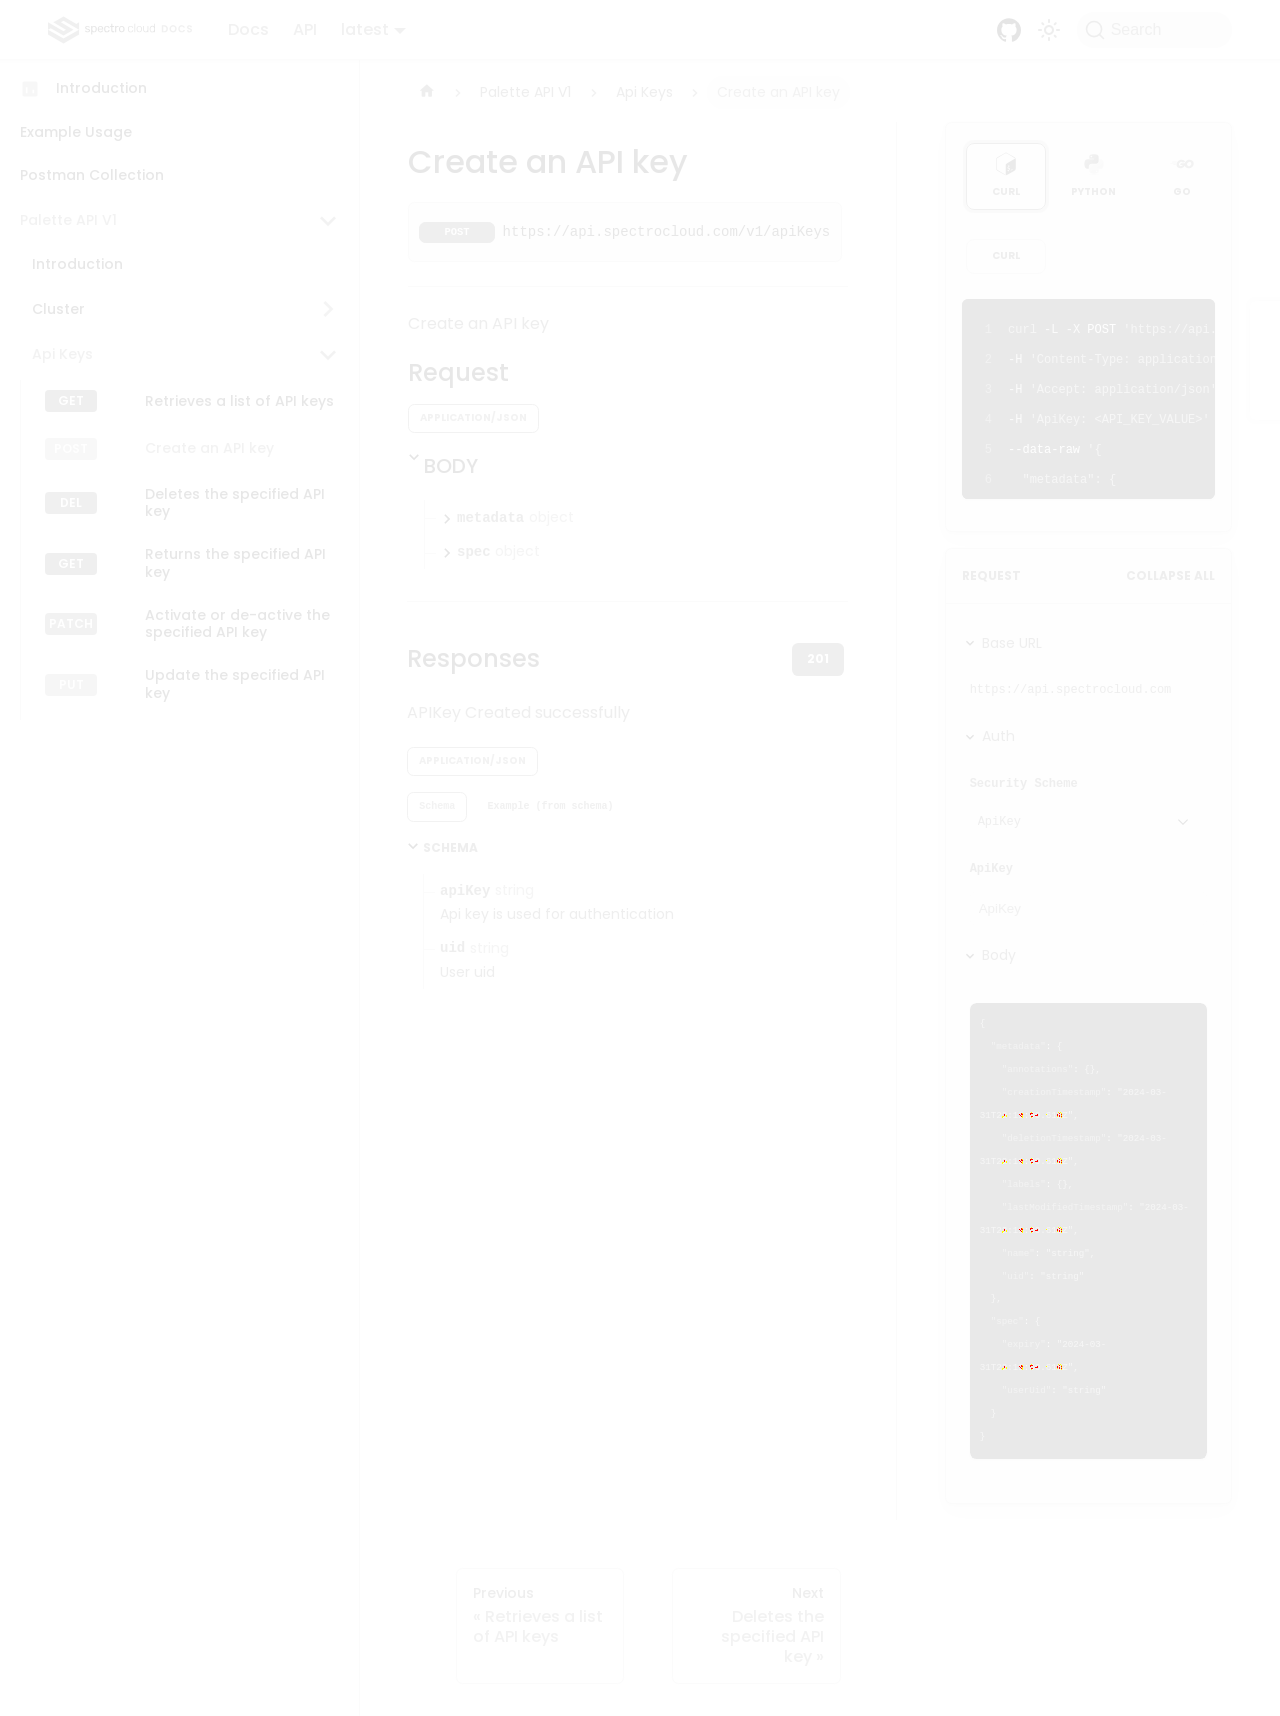 spectro cloud DOCS
Docs
API
latest
Search
Introduction
Example Usage
Postman Collection
Palette API V1
Introduction
Cluster
Api Keys
GET Retrieves a list of API keys
POST Create an API key
DEL Deletes the specified API
key
GET Returns the specified API
key
PATCH Activate or de-active the
specified API key
PUT Update the specified API
key
Palette API V1
Api Keys
Create an API key
Create an API key
POST https://api.spectrocloud.com/v1/apiKeys
Create an API key
Request
APPLICATION/JSON
BODY
metadata object
spec object
Responses
201
APIKey Created successfully
APPLICATION/JSON
Schema
Example (from schema)
SCHEMA
apiKey string
Api key is used for authentication
uid string
User uid
CURL
PYTHON
GO
CURL
1 curl -L -X POST 'https://api.
2 -H 'Content-Type: application
3 -H 'Accept: application/json'
4 -H 'ApiKey: <API_KEY_VALUE>'
5 --data-raw '{
6 "metadata": {
REQUEST
COLLAPSE ALL
Base URL
https://api.spectrocloud.com
Auth
Security Scheme
ApiKey
ApiKey
ApiKey
Body
{
"metadata": {
"annotations": {},
"creationTimestamp": "2024-03-
"deletionTimestamp": "2024-03-
"labels": {},
"lastModifiedTimestamp": "2024-03-
"name": "string",
"uid": "string"
},
"spec": {
"expiry": "2024-03-
"userUid": "string"
}
}
Previous
« Retrieves a list
of API keys
Next
Deletes the
specified API
key »